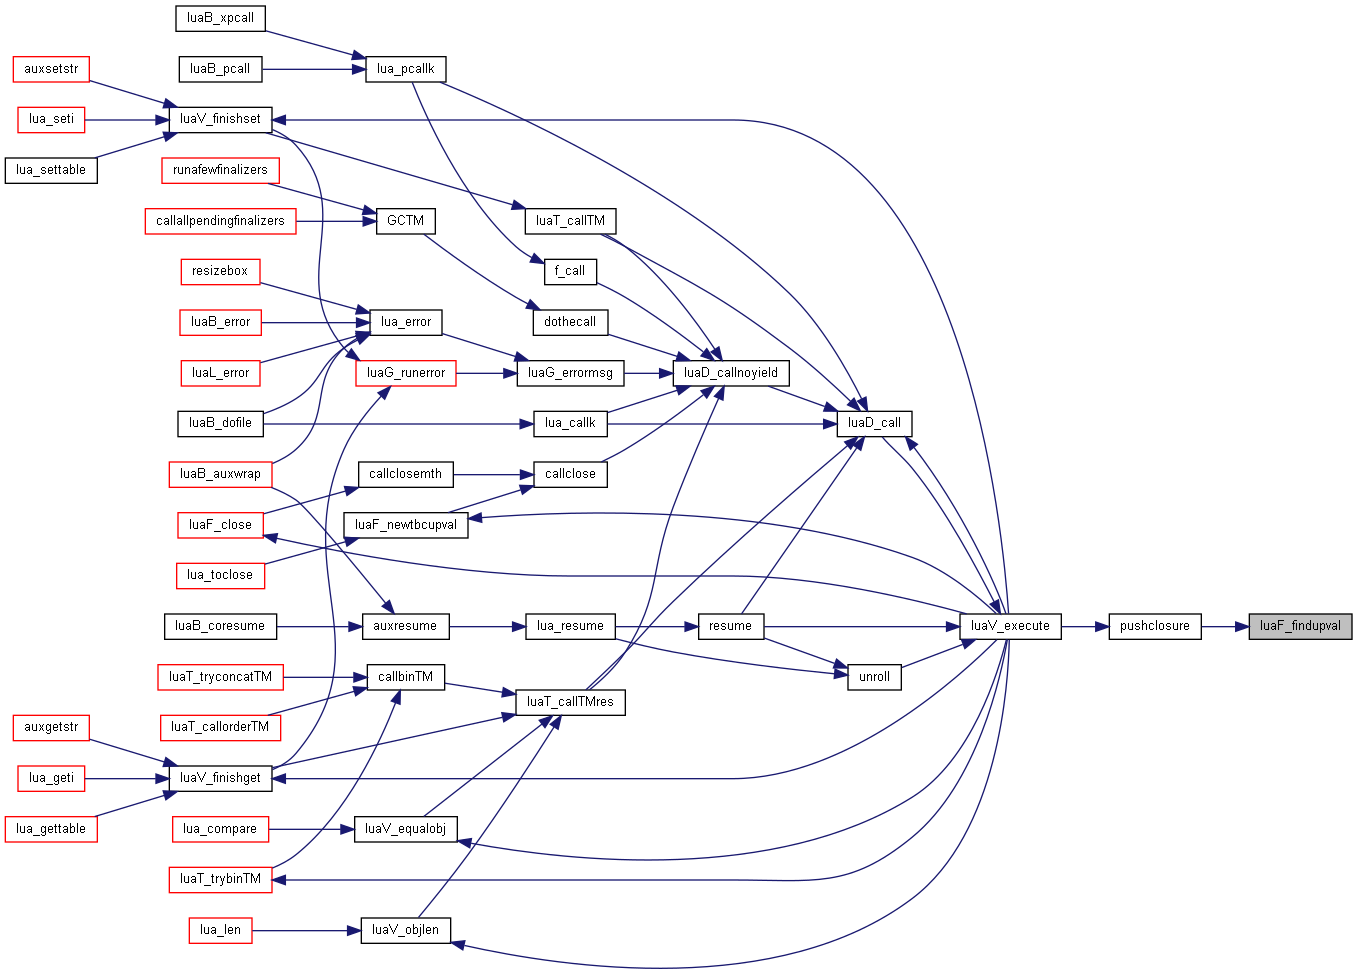 luaB_xpcall
luaB_pcall
lua_pcallk
auxsetstr
lua_seti
luaV_finishset
lua_settable
runafewfinalizers
callallpendingfinalizers
GCTM
luaT_callTM
resizebox
f_call
luaB_error
lua_error
dothecall
luaL_error
luaG_runerror
luaG_errormsg
luaD_callnoyield
luaB_dofile
lua_callk
luaD_call
luaB_auxwrap
callclosemth
callclose
luaF_close
luaF_newtbcupval
lua_toclose
luaB_coresume
auxresume
lua_resume
resume
luaV_execute
pushclosure
luaF_findupval
luaT_tryconcatTM
callbinTM
unroll
luaT_callorderTM
luaT_callTMres
auxgetstr
lua_geti
luaV_finishget
lua_gettable
lua_compare
luaV_equalobj
luaT_trybinTM
lua_len
luaV_objlen